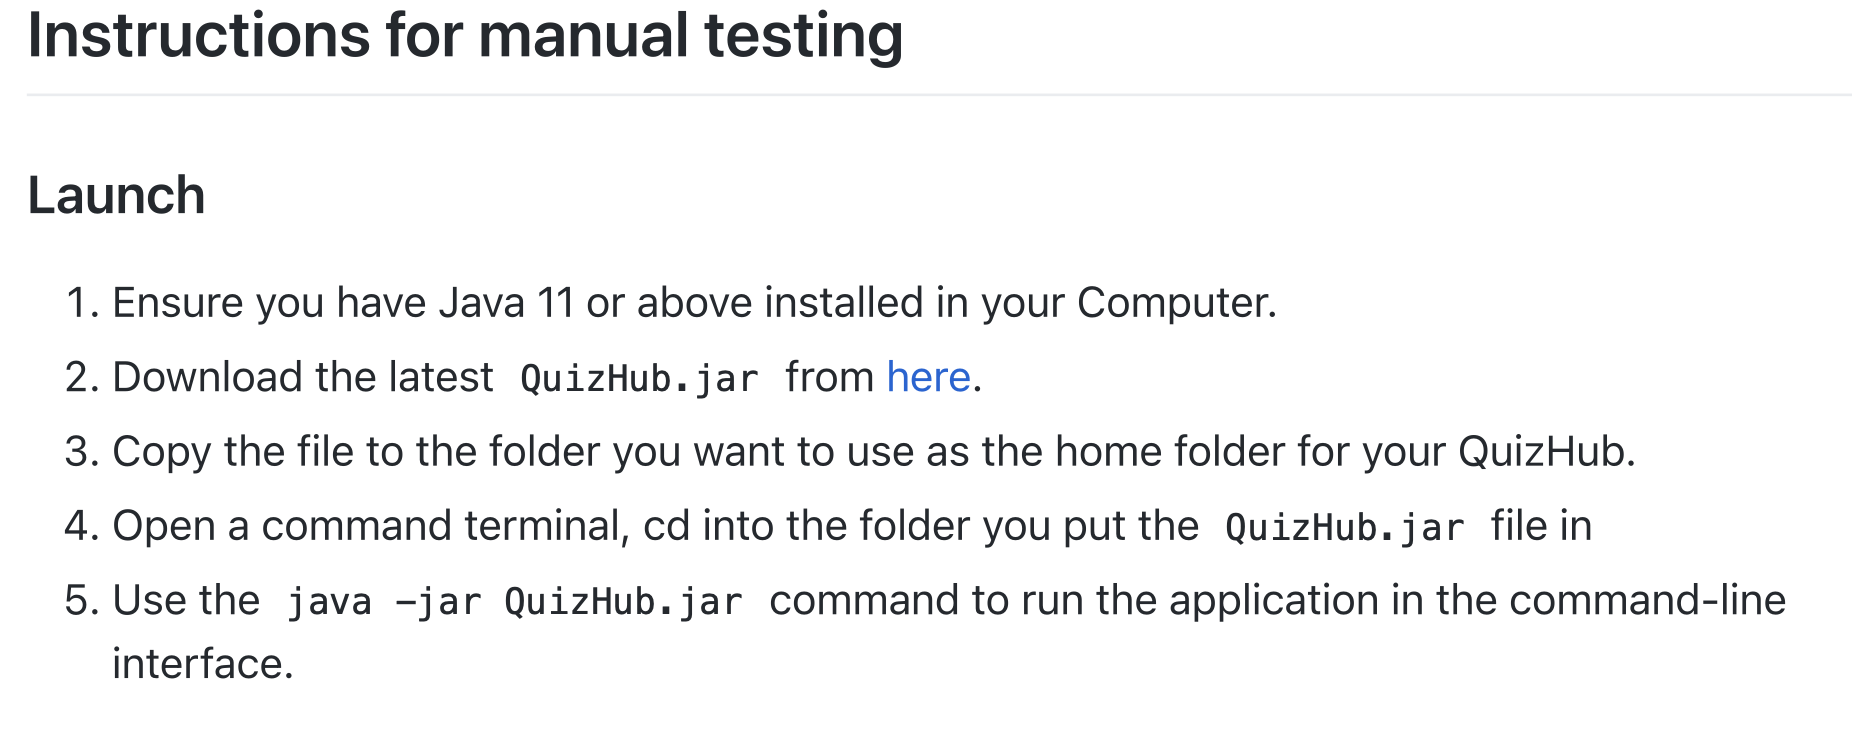 Instructions for manual testing
Launch
1. Ensure you have Java 11 or above installed in your Computer.
2. Download the latest QuizHub.jar from here.
3. Copy the file to the folder you want to use as the home folder for your QuizHub.
4. Open a command terminal, cd into the folder you put the QuizHub.jar file in
5. Use the java -jar QuizHub.jar command to run the application in the command-line
interface.